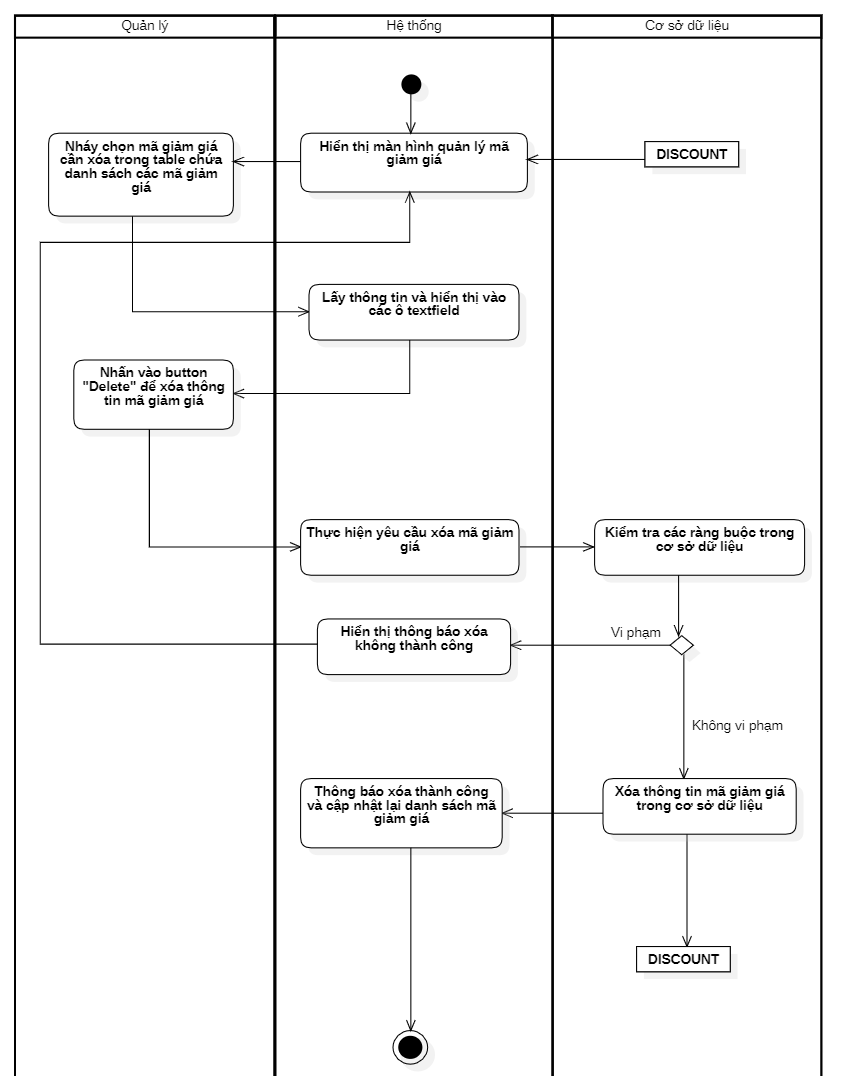 Quản lý
Hệ thống
Cơ sở dữ liệu
Nháy chọn mã giảm giá
cần xóa trong table chứa
danh sách các mã giảm
giá
Hiển thị màn hình quản lý mã
giảm giá
DISCOUNT
Lấy thông tin và hiển thị vào
các ô textfield
Nhấn vào button
"Delete" để xóa thông
tin mã giảm giá
Thực hiện yêu cầu xóa mã giảm
giá
Kiểm tra các ràng buộc trong
cơ sở dữ liệu
Hiển thị thông báo xóa
không thành công
Vi phạm
Không vi phạm
Thông báo xóa thành công
và cập nhật lại danh sách mã
giảm giá
Xóa thông tin mã giảm giá
trong cơ sở dữ liệu
DISCOUNT